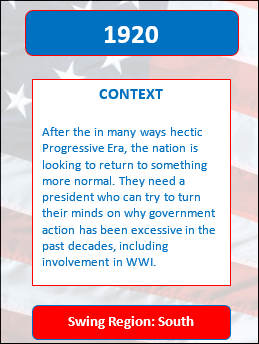 1920
CONTEXT
After the in many ways hectic
Progressive Era, the nation is
looking to return to something
more normal. They need a
president who can try to turn
their minds on why government
action has been excessive in the
past decades, including
involvement in WWI.
Swing Region: South